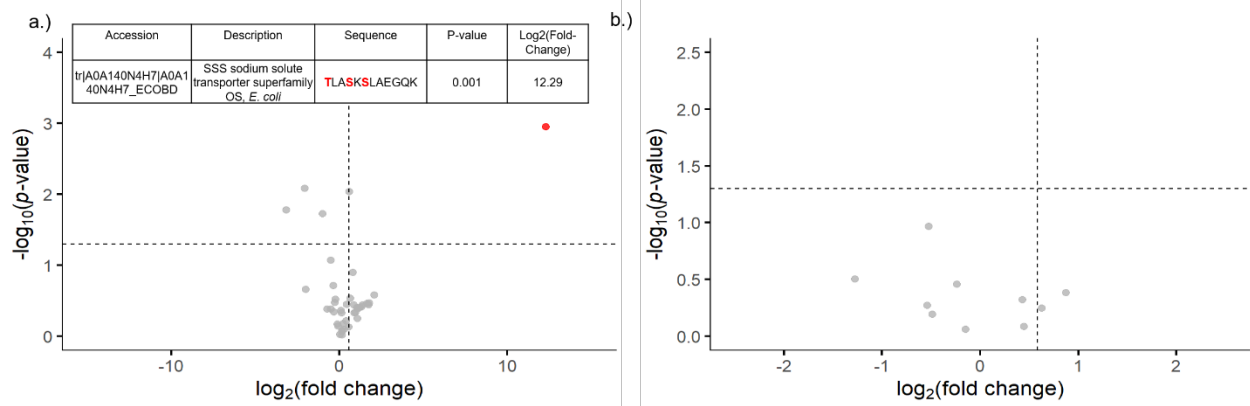 a.)
Accession Description Sequence P-value Log2(Fold-
Change)
tr|A0A140N4H7|A0A1
40N4H7_ECOBD
SSS sodium solute
transporter superfamily
OS, E. coli
TLASKSLAEGQK
0.001
12.29
4
3
2
1
0
-log10(p-value)
-10 0 10
log2(fold change)
b.)
2.5
2.0
1.5
1.0
0.5
0.0
-log10(p-value)
-2 -1 0 1 2
log2(fold change)